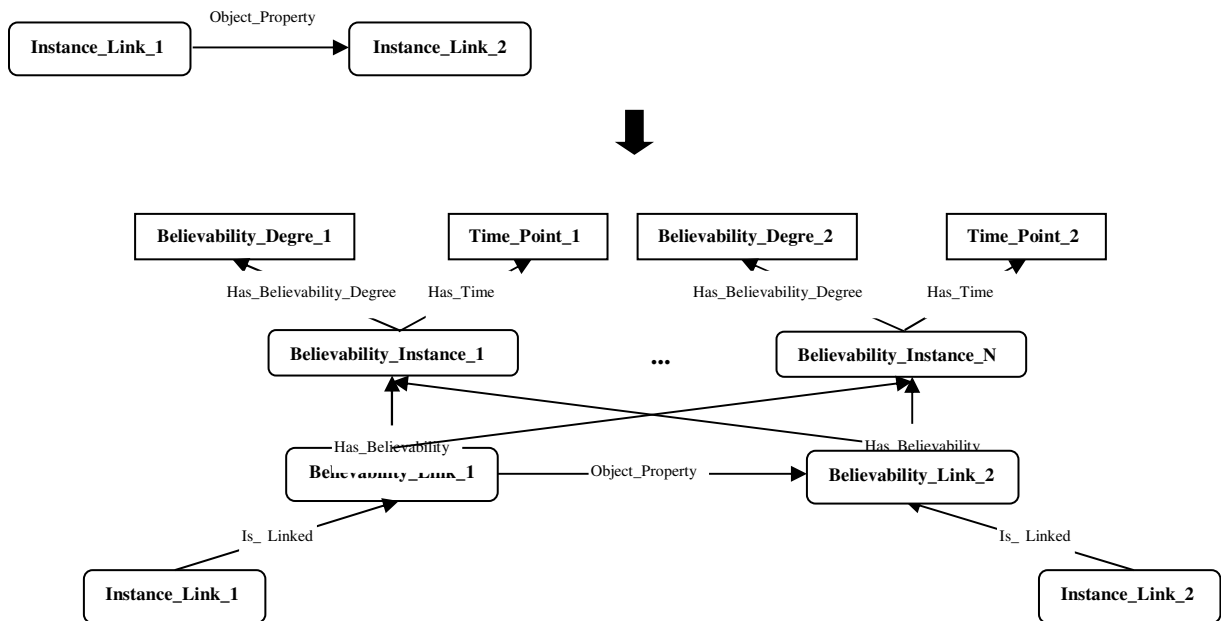 Object_Property
Instance_Link_1
Instance_Link_2
Believability_Degre_1
Time_Point_1
Believability_Degre_2
Time_Point_2
Has_Believability_Degree
Has_Time
Has_Believability_Degree
Has_Time
Believability_Instance_1
...
Believability_Instance_N
Has_Believability
Has_Believability
Believability_Link_1
Object_Property
Believability_Link_2
Is_ Linked
Is_ Linked
Instance_Link_1
Instance_Link_2